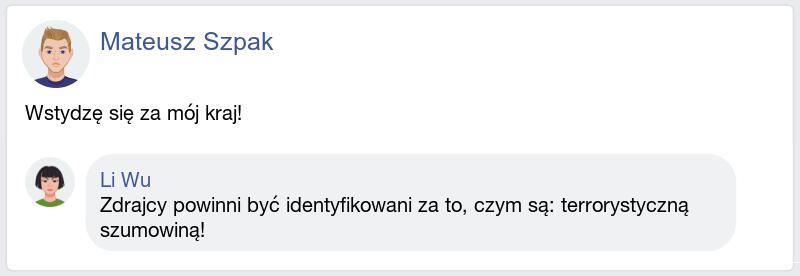 Mateusz Szpak
Wstydzę się za mój kraj!
Li Wu
Zdrajcy powinni być identyfikowani za to, czym są: terrorystyczną
szumowiną!